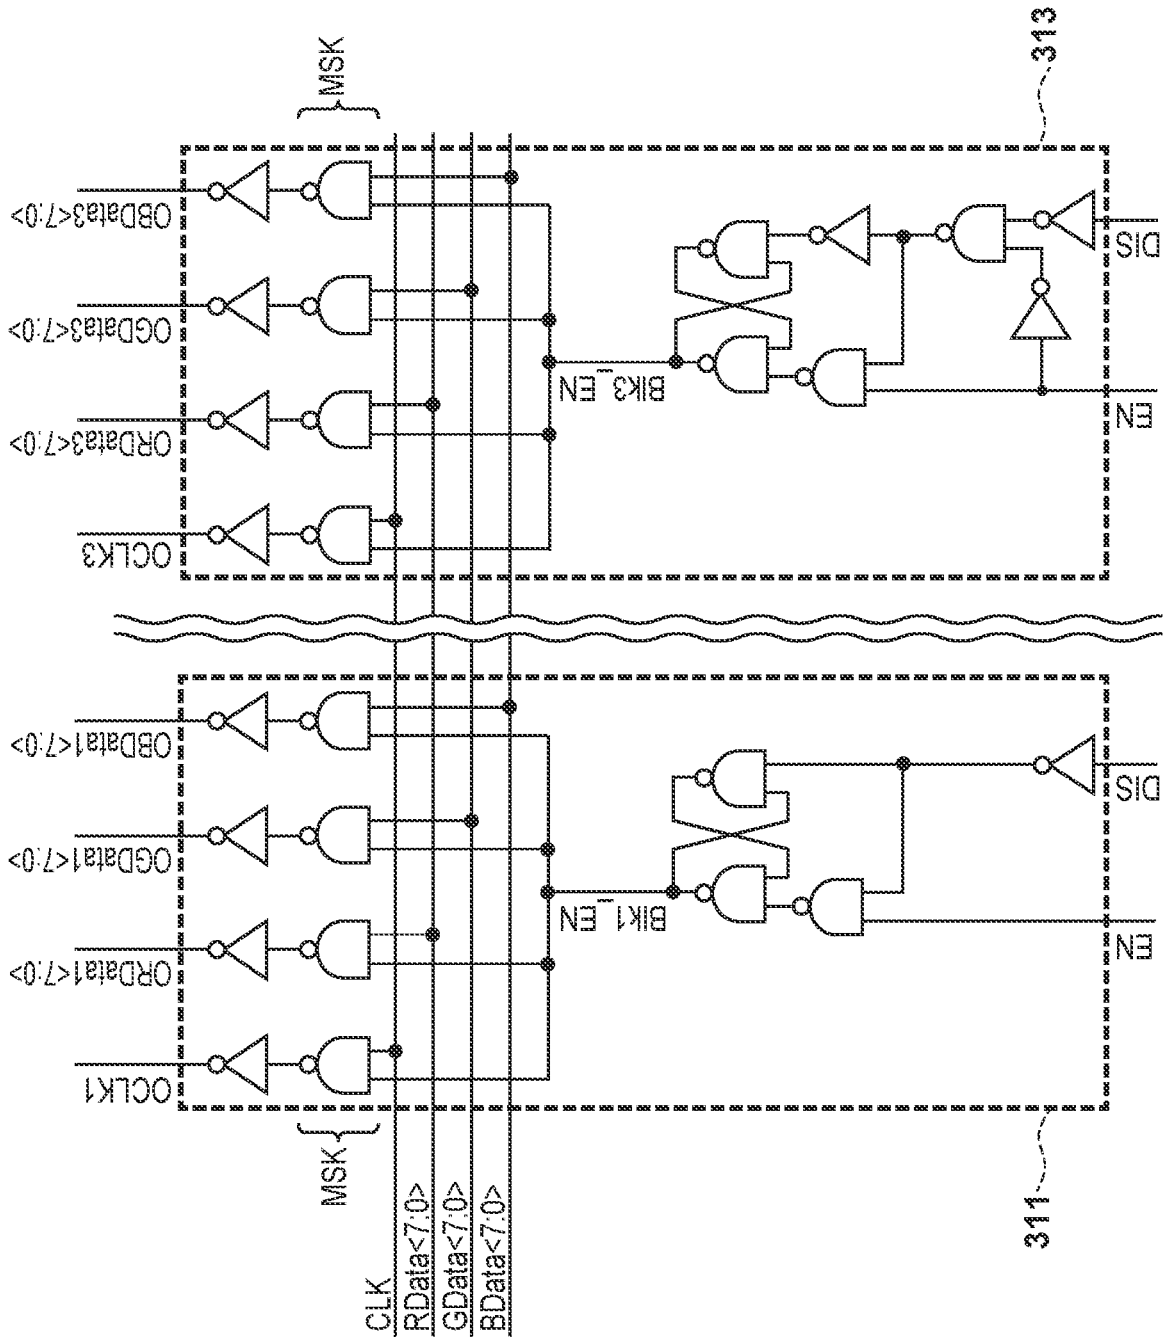 MSK
OBData3<7:0>
OGData3<7:0>
ORData3<7:0>
OCLK3
Blk3_EN
DIS
EN
313
OBData1<7:0>
OGData1<7:0>
ORData1<7:0>
OCLK1
Blk1_EN
DIS
EN
MSK
311
CLK
RData<7:0>
GData<7:0>
BData<7:0>